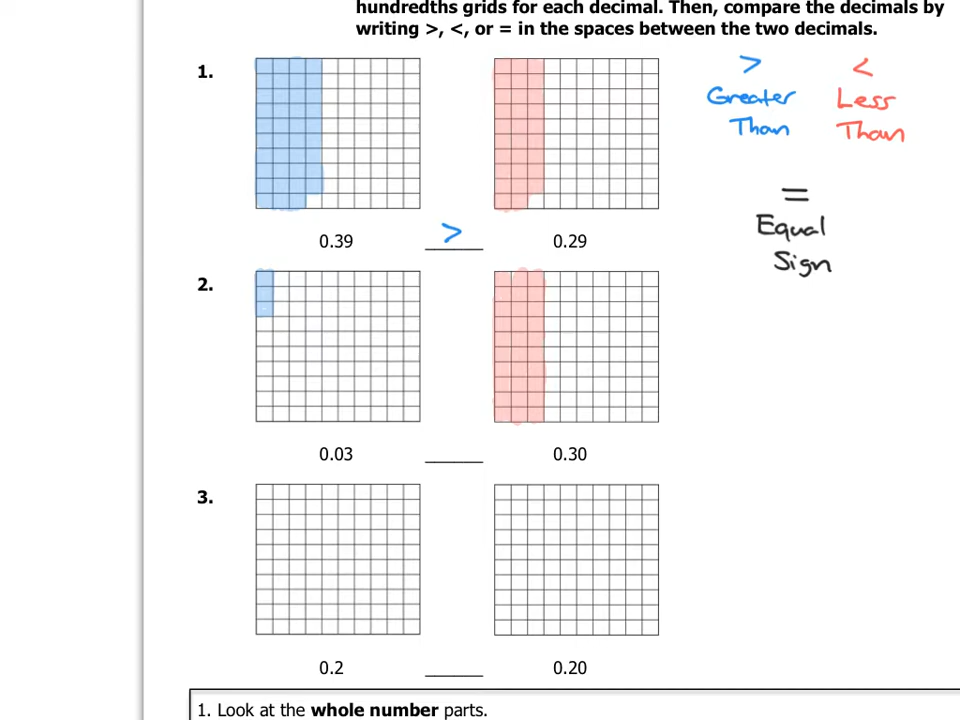 hundredths grids for each decimal. Then, compare the decimals by
writing >, <, or = in the spaces between the two decimals.
1.
> <
Greater Less
Than Than
=
Equal
Sign
0.39 > 0.29
2.
0.03 ______ 0.30
3.
0.2 ______ 0.20
1. Look at the whole number parts.